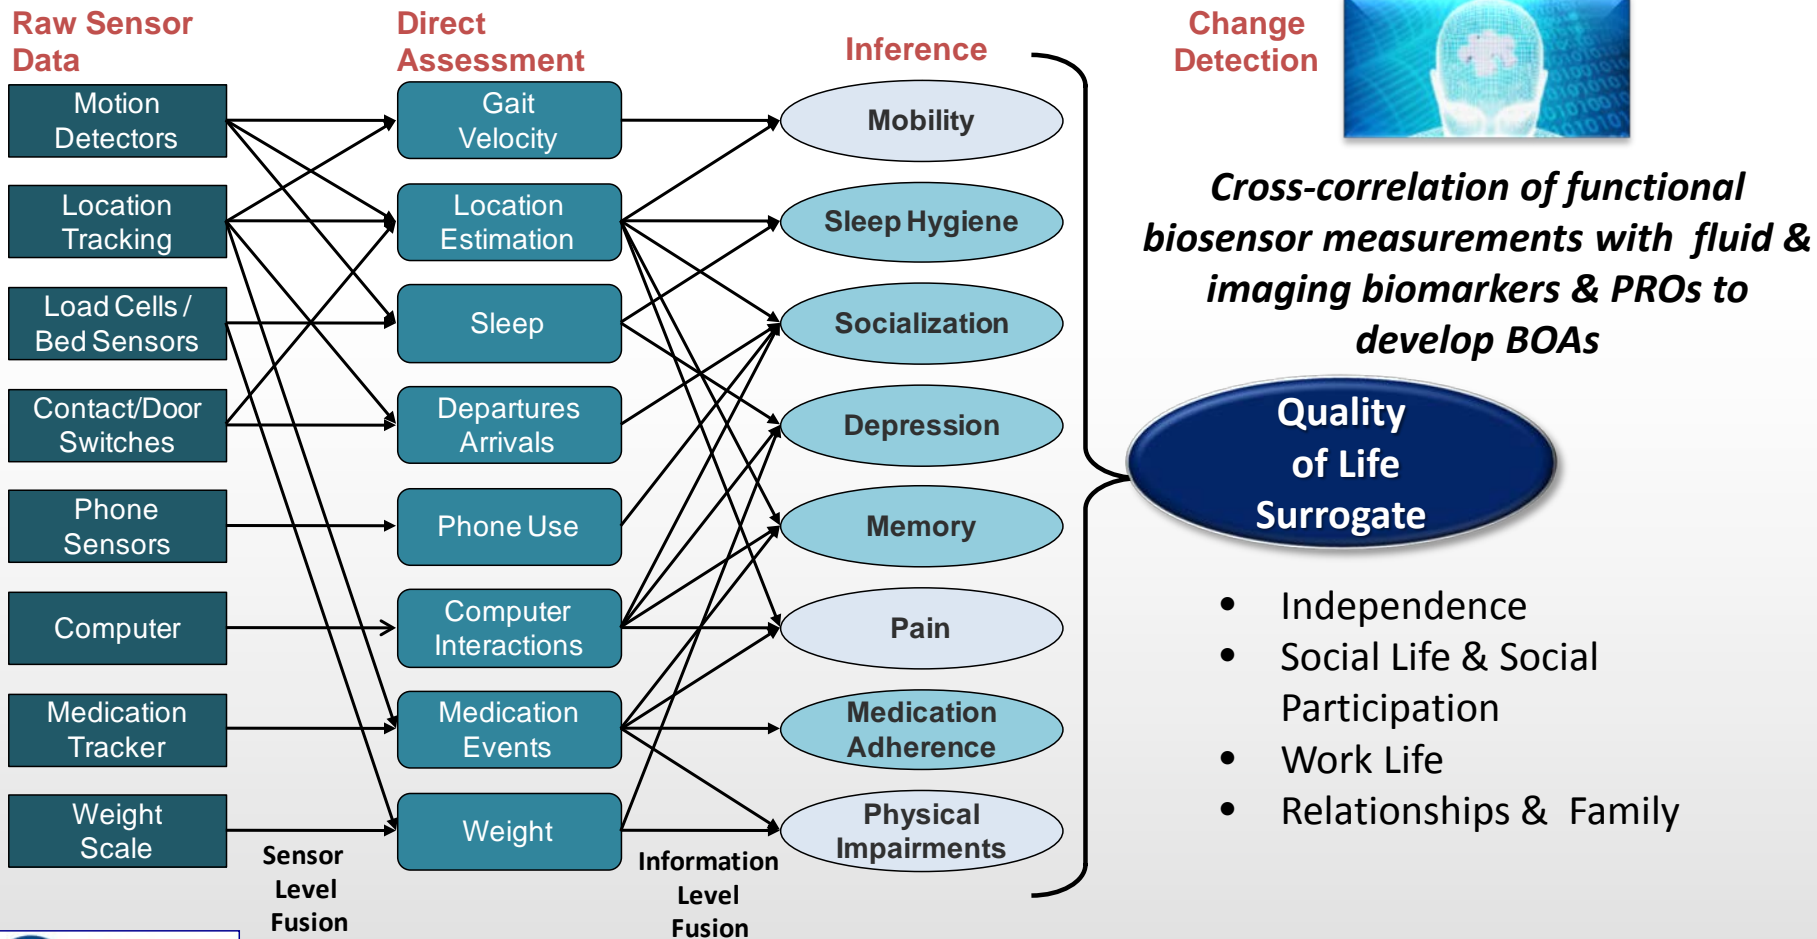 Raw Sensor
Data
Direct
Assessment
Inference
Change
Detection
Motion
Detectors
Location
Tracking
Load Cells /
Bed Sensors
Contact/Door
Switches
Phone
Sensors
Computer
Medication
Tracker
Weight
Scale
Sensor
Level
Fusion
Gait
Velocity
Location
Estimation
Sleep
Departures
Arrivals
Phone Use
Computer
Interactions
Medication
Events
Weight
Information
Level
Fusion
Mobility
Sleep Hygiene
Socialization
Depression
Memory
Pain
Medication
Adherence
Physical
Impairments
Cross-correlation of functional
biosensor measurements with fluid &
imaging biomarkers & PROs to
develop BOAs
Quality
of Life
Surrogate
• Independence
• Social Life & Social
Participation
• Work Life
• Relationships & Family